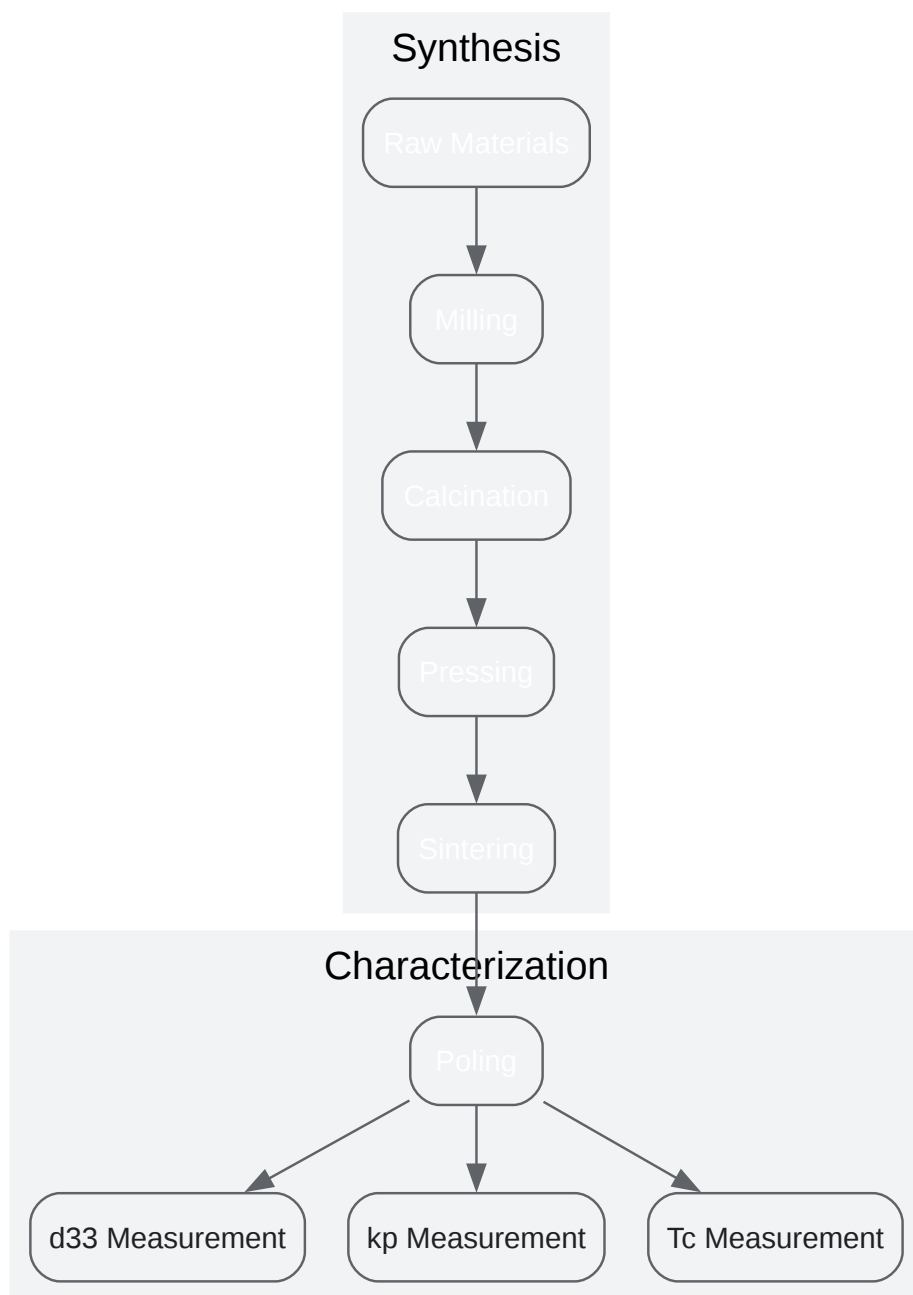 Synthesis
Raw Materials
Milling
Calcination
Pressing
Sintering
Characterization
Poling
d33 Measurement
kp Measurement
Tc Measurement